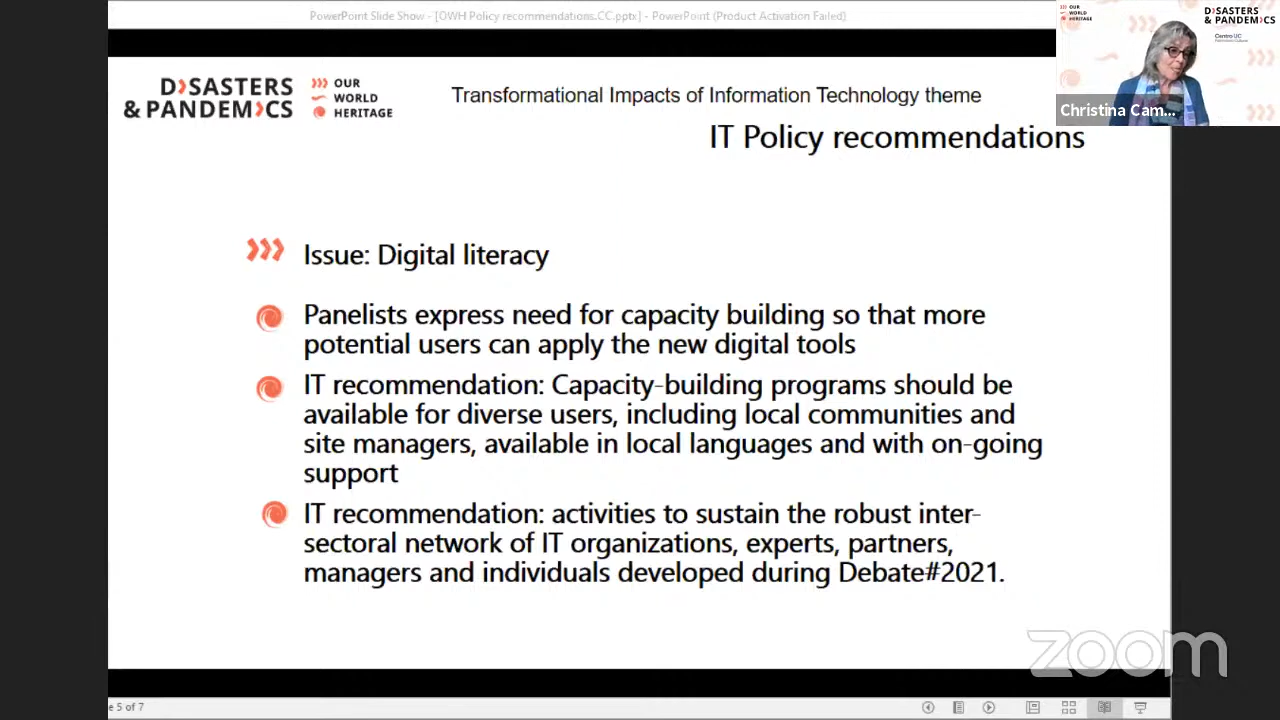 PowerPoint Slide Show - [OWH Policy recommendations.CC.pptx] - PowerPoint (Product Activation Failed)
OUR
WORLD
HERITAGE
D>SASTERS
& PANDEM>CS
Centro UC
Christina Cam...
D>SASTERS
& PANDEM>CS
OUR
WORLD
HERITAGE
Transformational Impacts of Information Technology theme
IT Policy recommendations
Issue: Digital literacy
Panelists express need for capacity building so that more
potential users can apply the new digital tools
IT recommendation: Capacity-building programs should be
available for diverse users, including local communities and
site managers, available in local languages and with on-going
support
IT recommendation: activities to sustain the robust inter-
sectoral network of IT organizations, experts, partners,
managers and individuals developed during Debate#2021.
zoom
e 5 of 7